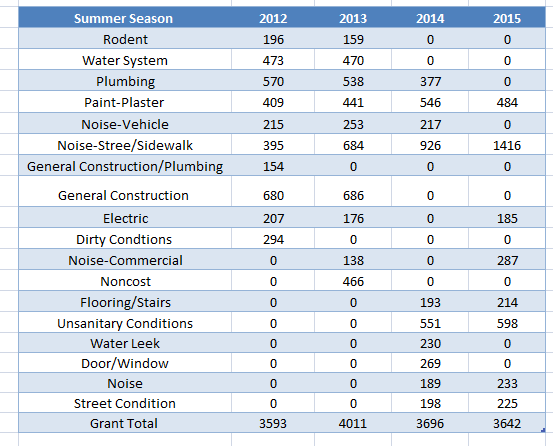 Summer Season 2012 2013 2014 2015
Rodent 196 159 0 0
Water System 473 470 0 0
Plumbing 570 538 377 0
Paint-Plaster 409 441 546 484
Noise-Vehicle 215 253 217 0
Noise-Stree/Sidewalk 395 684 926 1416
General Construction/Plumbing 154 0 0 0
General Construction 680 686 0 0
Electric 207 176 0 185
Dirty Condtions 294 0 0 0
Noise-Commercial 0 138 0 287
Noncost 0 466 0 0
Flooring/Stairs 0 0 193 214
Unsanitary Conditions 0 0 551 598
Water Leek 0 0 230 0
Door/Window 0 0 269 0
Noise 0 0 189 233
Street Condition 0 0 198 225
Grant Total 3593 4011 3696 3642